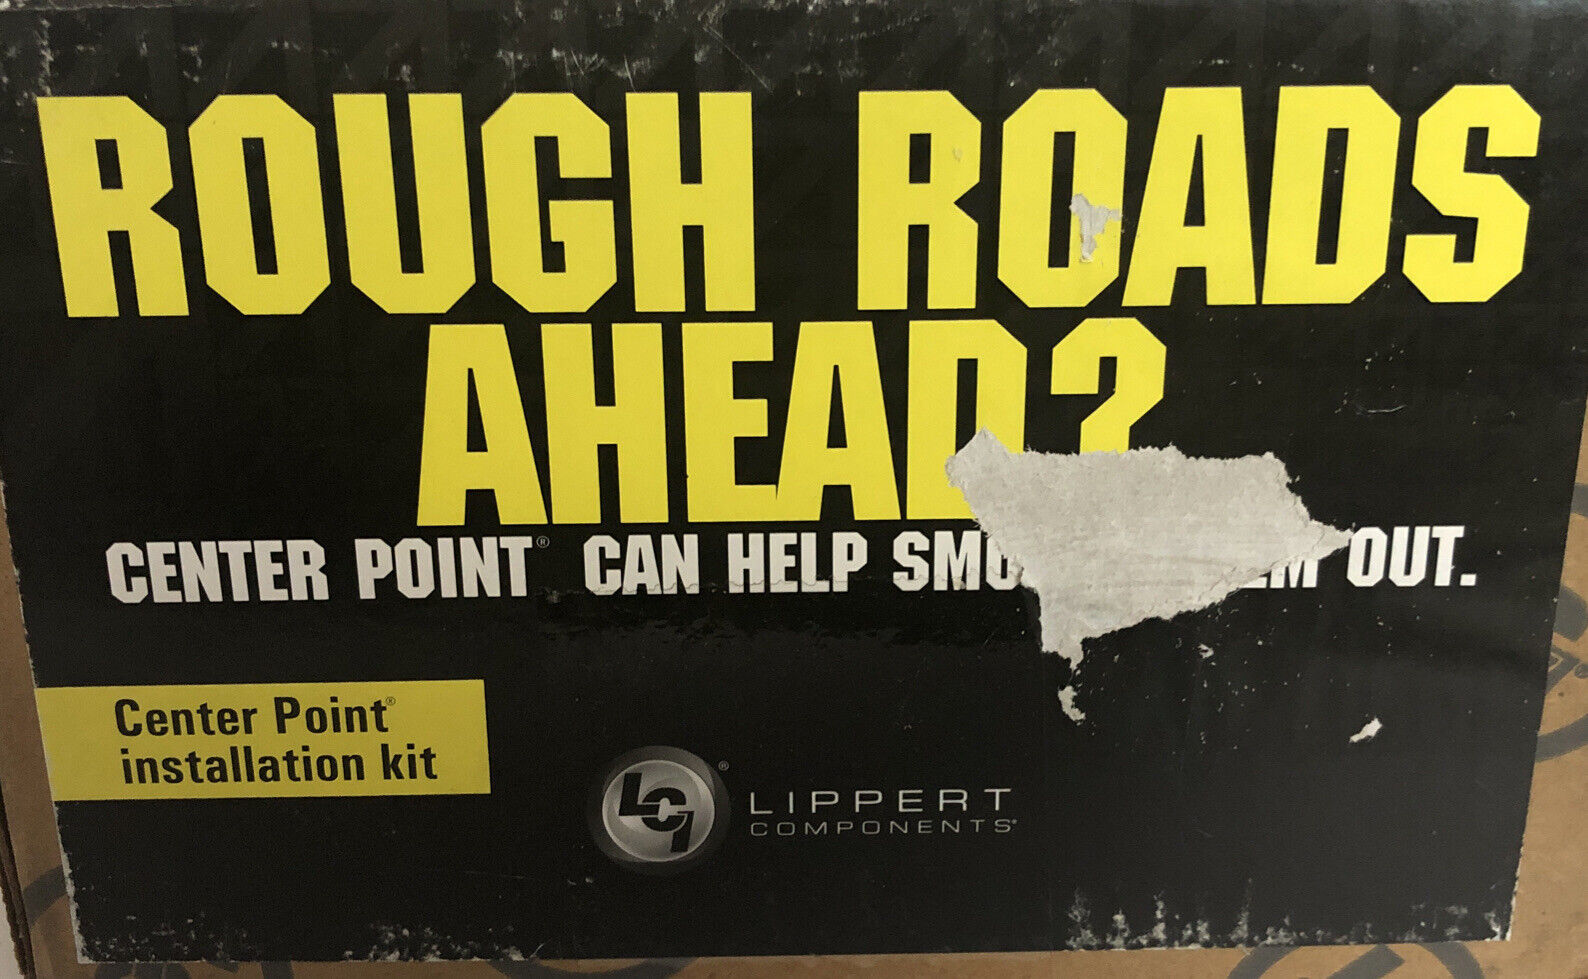 ROUGH ROADS
AHEAD?
CENTER POINT® CAN HELP OUT.
Center Point®
installation kit
LCI®
LIPPERT
COMPONENTS®